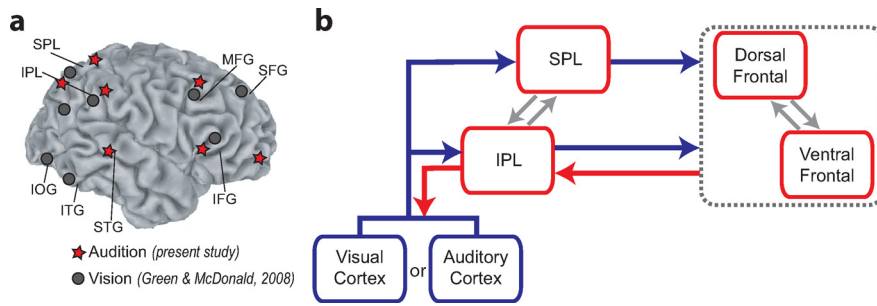 a
SPL
IPL
MFG
SFG
IOG
ITG
STG
IFG
Audition (present study)
Vision (Green & McDonald, 2008)
b
SPL
IPL
Dorsal
Frontal
Ventral
Frontal
Visual
Cortex
or
Auditory
Cortex